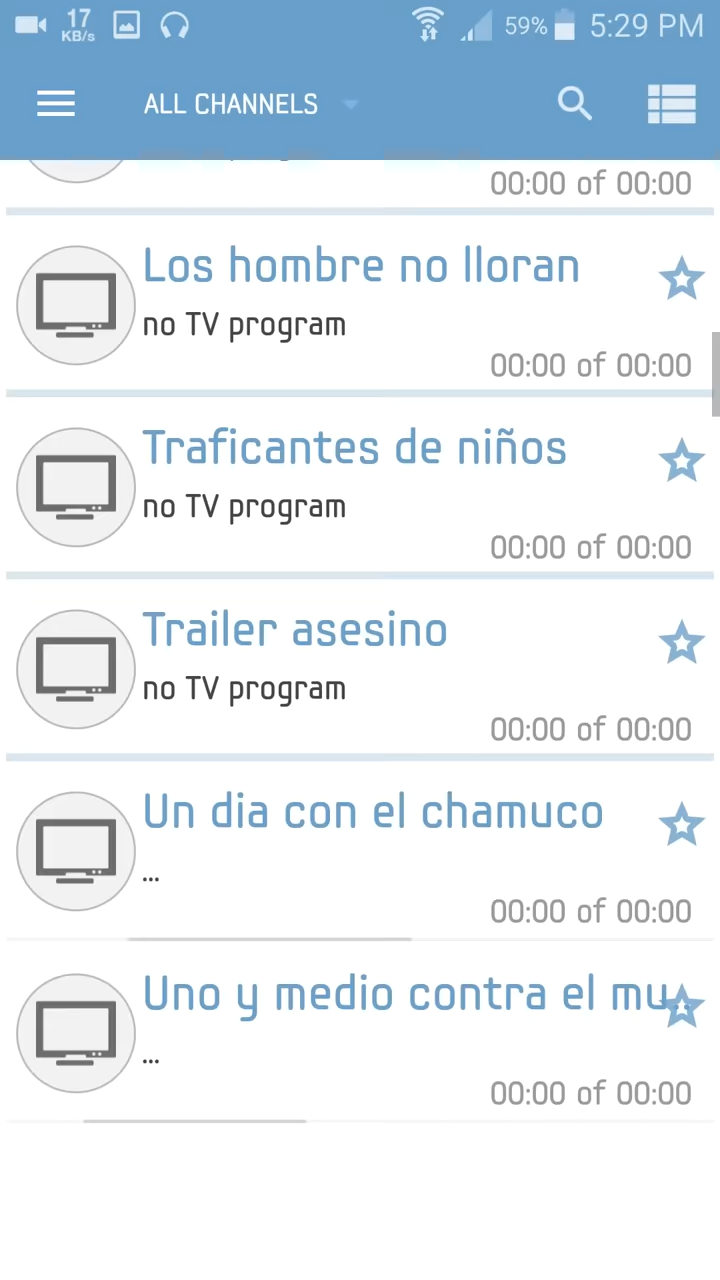 17
KB/s
59%
5:29 PM
ALL CHANNELS
00:00 of 00:00
Los hombre no lloran
no TV program
00:00 of 00:00
Traficantes de niños
no TV program
00:00 of 00:00
Trailer asesino
no TV program
00:00 of 00:00
Un dia con el chamuco
...
00:00 of 00:00
Uno y medio contra el mu
...
00:00 of 00:00